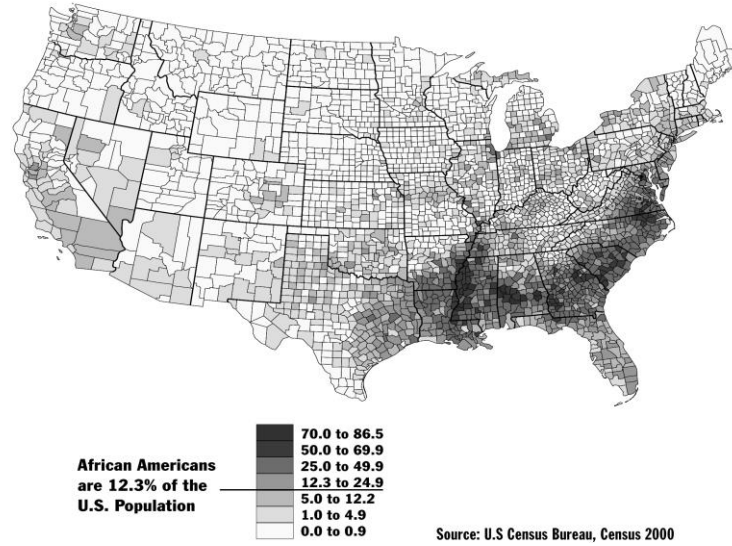 70.0 to 86.5
50.0 to 69.9
25.0 to 49.9
12.3 to 24.9
5.0 to 12.2
1.0 to 4.9
0.0 to 0.9
African Americans
are 12.3% of the
U.S. Population
Source: U.S Census Bureau, Census 2000